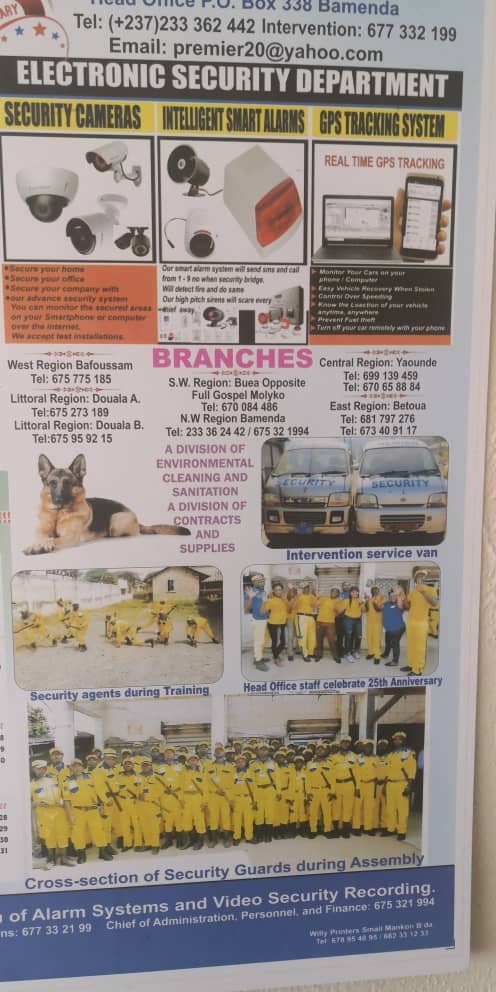 ARY
Head Office P.O. Box 338 Bamenda
Tel: (+237)233 362 442 Intervention: 677 332 199
Email: premier20@yahoo.com
ELECTRONIC SECURITY DEPARTMENT
SECURITY CAMERAS
Secure your home
Secure your office
Secure your company with
our advance security system
You can monitor the secured areas
on your Smartphone or computer
over the internet.
We accept test installations.
INTELLIGENT SMART ALARMS
Our smart alarm system will send sms and call
from 1 - 9 no when security bridge.
Will detect fire and do same
Our high pitch sirens will scare every
thief away.
GPS TRACKING SYSTEM
REAL TIME GPS TRACKING
Monitor Your Cars on your
phone / Computer
Easy Vehicle Recovery When Stolen
Control Over Speeding
Know the Loaction of your vehicle
anytime, anywhere
Prevent Fuel theft
Turn off your car remotely with your phone
BRANCHES
West Region Bafoussam
Tel: 675 775 185
Littoral Region: Douala A.
Tel:675 273 189
Littoral Region: Douala B.
Tel:675 95 92 15
S.W. Region: Buea Opposite
Full Gospel Molyko
Tel: 670 084 486
N.W Region Bamenda
Tel: 233 36 24 42 / 675 32 1994
Central Region: Yaounde
Tel: 699 139 459
Tel: 670 65 88 84
East Region: Betoua
Tel: 681 797 276
Tel: 673 40 91 17
A DIVISION OF
ENVIRONMENTAL
CLEANING AND
SANITATION
A DIVISION OF
CONTRACTS
AND
SUPPLIES
ECURITY
SECURITY
Intervention service van
Security agents during Training
Head Office staff celebrate 25th Anniversary
Cross-section of Security Guards during Assembly
28
29
30
31
n of Alarm Systems and Video Security Recording.
ns: 677 33 21 99 Chief of Administration, Personnel, and Finance: 675 321 994
Willy Printers Small Mankon B'da
Tel 678 95 40 95 / 662 33 12 33